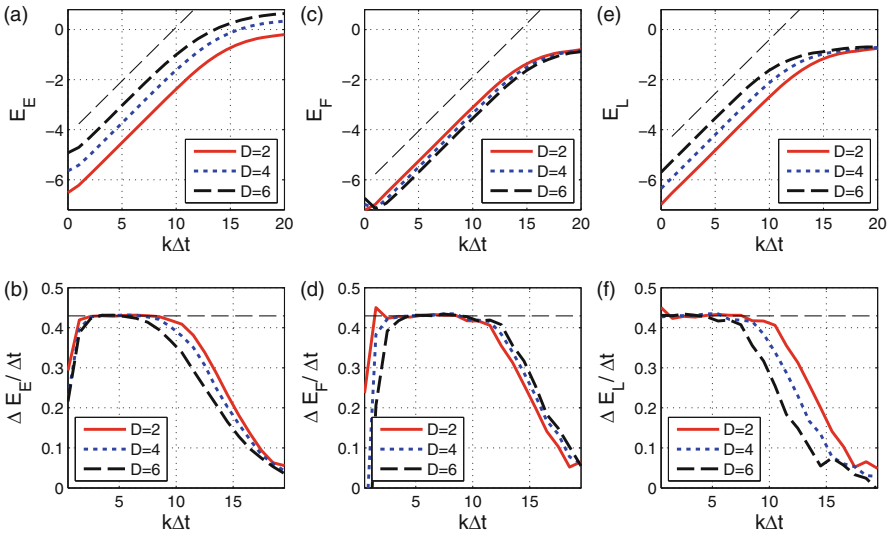 (a)
E_E
0
−2
−4
−6
D=2
D=4
D=6
0 5 10 15 20
kΔt
(c)
E_F
0
−2
−4
−6
D=2
D=4
D=6
0 5 10 15 20
kΔt
(e)
E_L
0
−2
−4
−6
D=2
D=4
D=6
0 5 10 15 20
kΔt
(b)
Δ E_E / Δt
0.5
0.4
0.3
0.2
0.1
0
D=2
D=4
D=6
5 10 15
kΔt
(d)
Δ E_F / Δt
0.5
0.4
0.3
0.2
0.1
0
D=2
D=4
D=6
5 10 15
kΔt
(f)
Δ E_L / Δt
0.5
0.4
0.3
0.2
0.1
0
D=2
D=4
D=6
5 10 15
kΔt